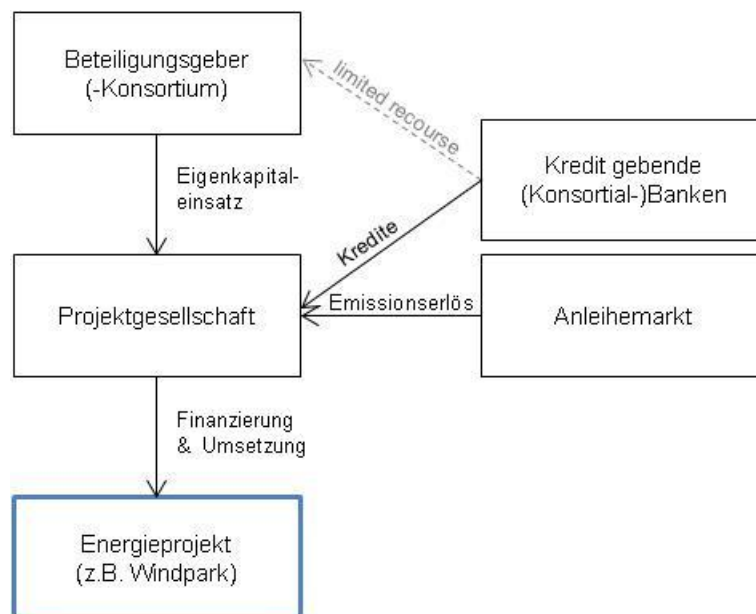 Beteiligungsgeber
(-Konsortium)
limited recourse
Kredit gebende
(Konsortial-)Banken
Eigenkapital-
einsatz
Kredite
Projektgesellschaft
Emissionserlös
Anleihemarkt
Finanzierung
& Umsetzung
Energieprojekt
(z.B. Windpark)